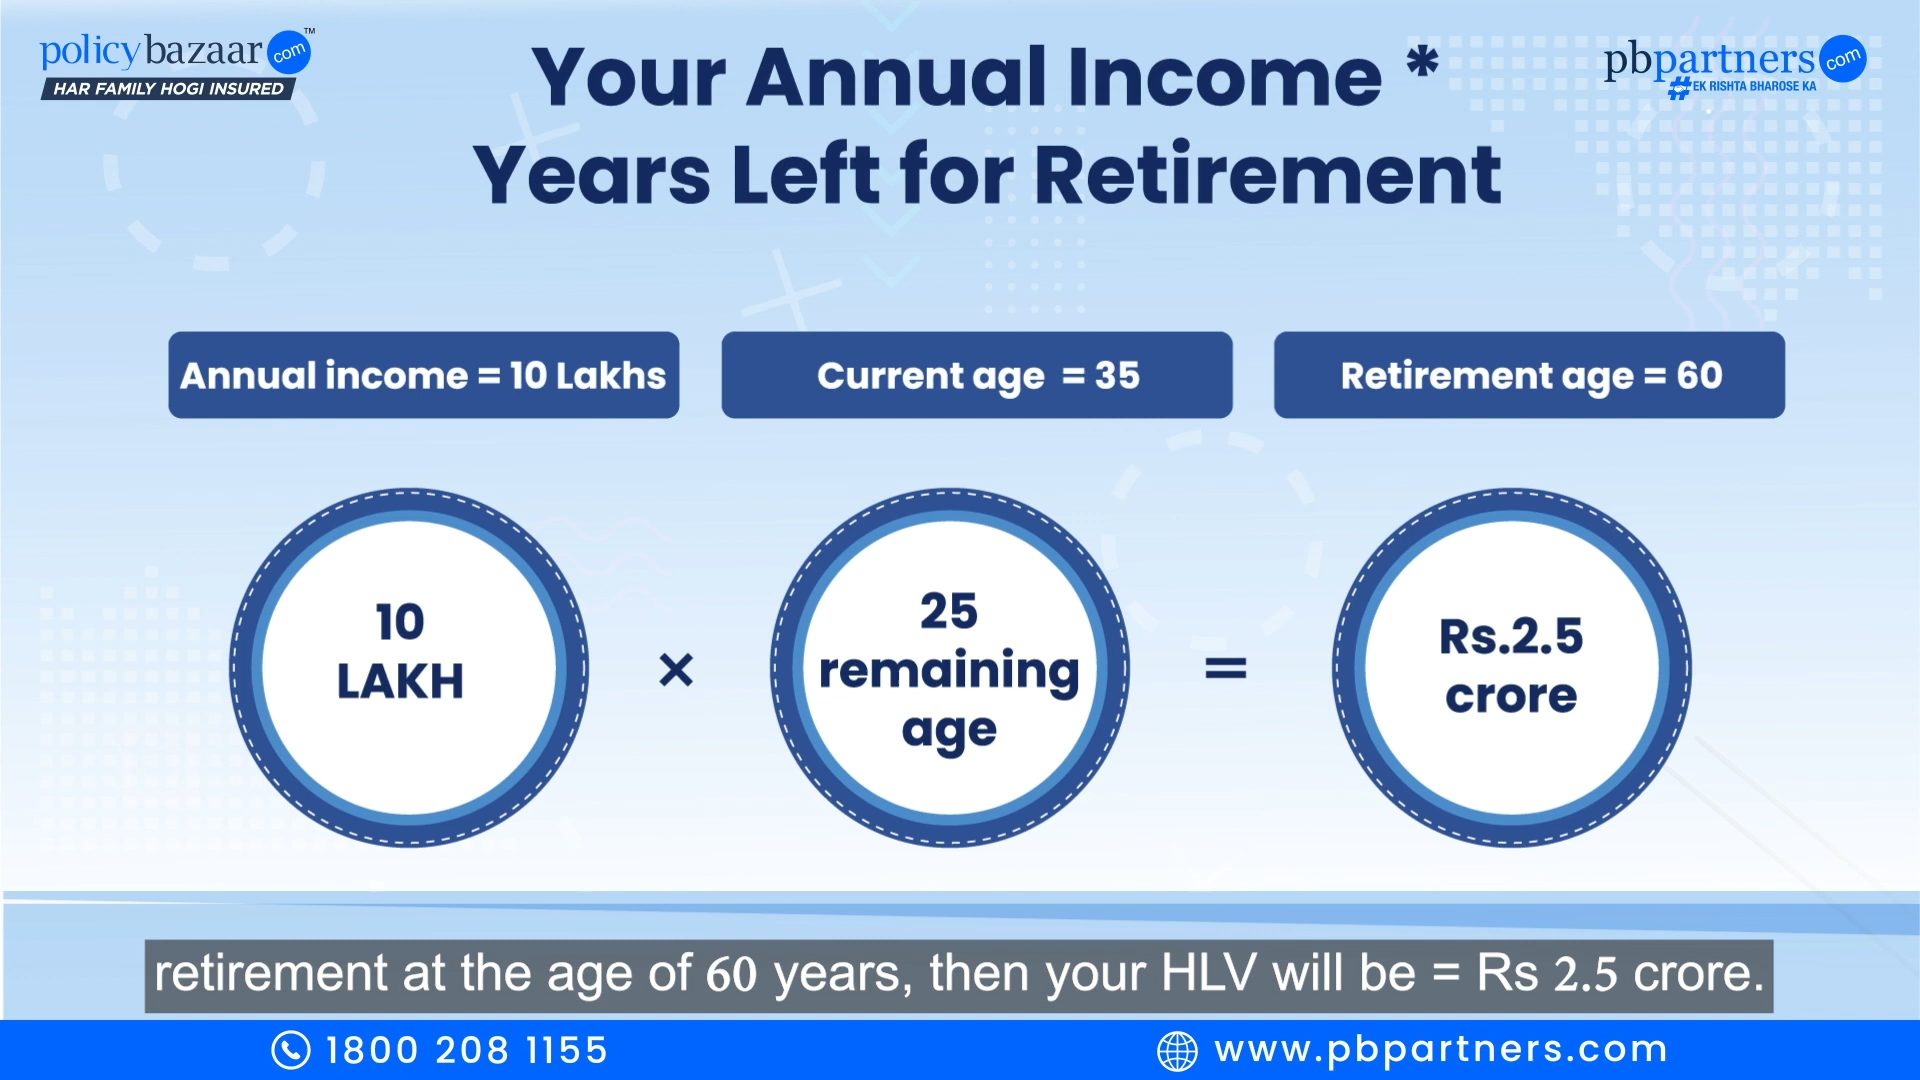 policybazaar.com™
HAR FAMILY HOGI INSURED
Your Annual Income *
Years Left for Retirement
pbpartners.com
#EK RISHTA BHAROSE KA
Annual income = 10 Lakhs
Current age = 35
Retirement age = 60
10
LAKH
×
25
remaining
age
=
Rs.2.5
crore
retirement at the age of 60 years, then your HLV will be = Rs 2.5 crore.
1800 208 1155
www.pbpartners.com